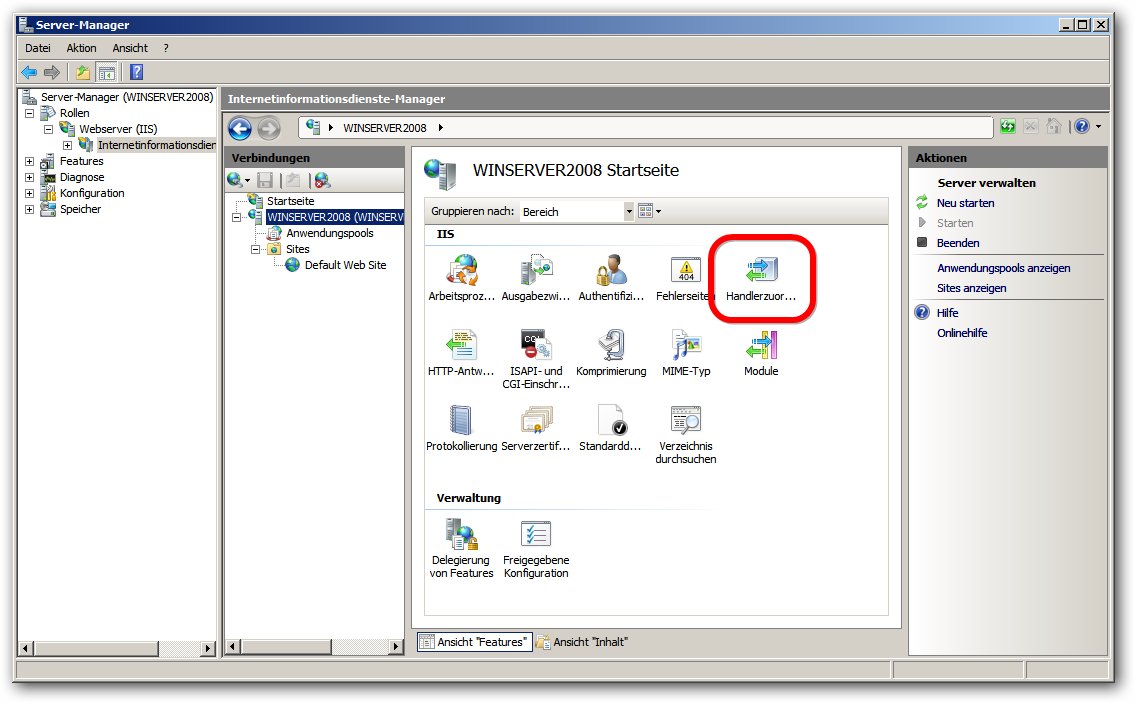 Server-Manager
Datei Aktion Ansicht ?
Server-Manager (WINSERVER2008)
Rollen
Webserver (IIS)
Internetinformationsdien
Features
Diagnose
Konfiguration
Speicher
Internetinformationsdienste-Manager
WINSERVER2008
Verbindungen
Startseite
WINSERVER2008 (WINSERV
Anwendungspools
Sites
Default Web Site
WINSERVER2008 Startseite
Gruppieren nach: Bereich
IIS
Arbeitsproz... Ausgabezwi... Authentifizi... Fehlerseiten Handlerzuor...
404
CGI
HTTP-Antw... ISAPI- und Komprimierung MIME-Typ Module
CGI-Einschr...
Protokollierung Serverzertif... Standardd... Verzeichnis
durchsuchen
Verwaltung
Delegierung Freigegebene
von Features Konfiguration
Ansicht "Features" Ansicht "Inhalt"
Aktionen
Server verwalten
Neu starten
Starten
Beenden
Anwendungspools anzeigen
Sites anzeigen
Hilfe
Onlinehilfe